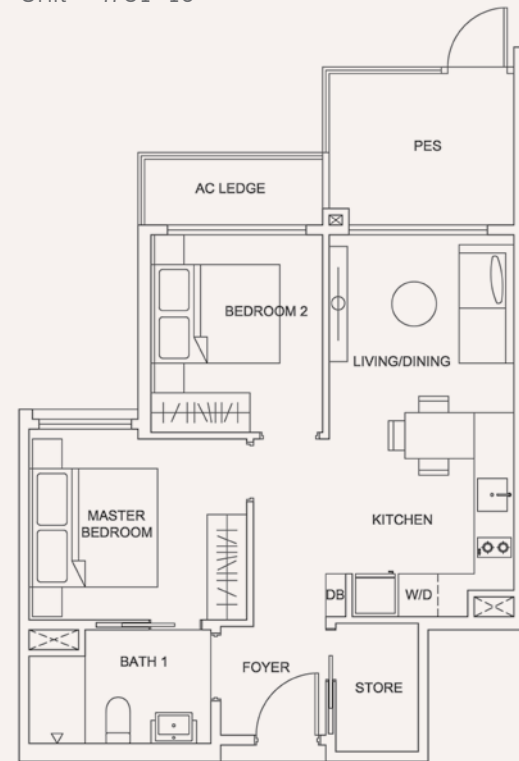 PES
AC LEDGE
BEDROOM 2
LIVING/DINING
MASTER
BEDROOM
KITCHEN
DB
W/D
BATH 1
FOYER
STORE